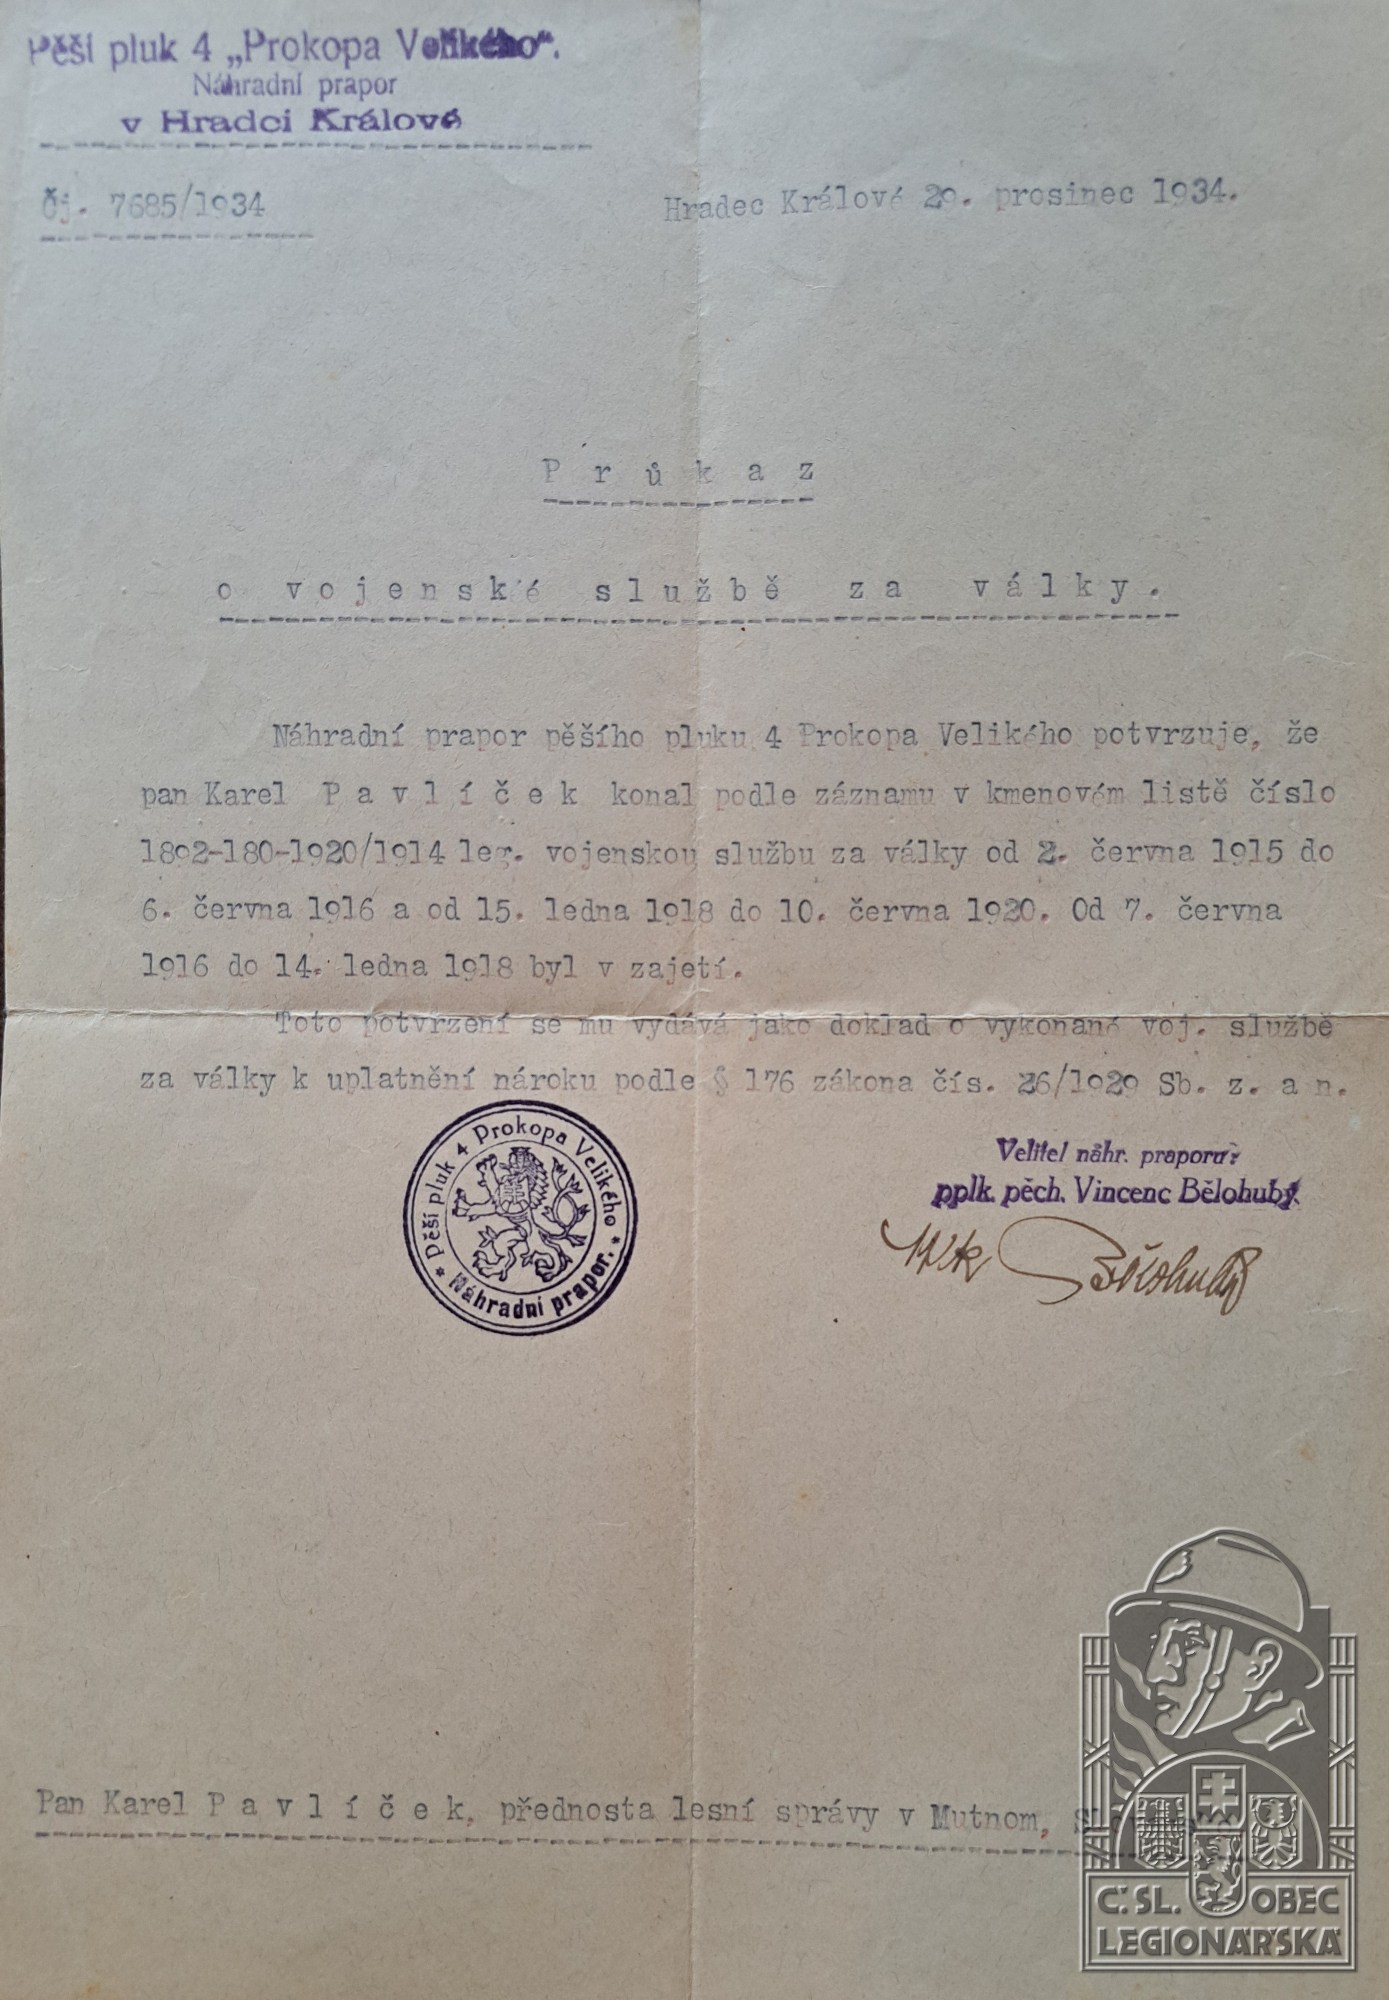 Pěší pluk 4 „Prokopa Velikého“.
Náhradní prapor
v Hradci Králové
Čj. 7685/1934
Hradec Králové 29. prosinec 1934.
P r ů k a z
o vojenské službě za války.
Náhradní prapor pěšího pluku 4 Prokopa Velikého potvrzuje, že
pan Karel P a v l í č e k konal podle záznamu v kmenovém listě číslo
1892-180-1920/1914 leg. vojenskou službu za války od 2. června 1915 do
6. června 1916 a od 15. ledna 1918 do 10. června 1920. Od 7. června
1916 do 14. ledna 1918 byl v zajetí.
Toto potvrzení se mu vydává jako doklad o vykonané voj. službě
za války k uplatnění nároku podle § 176 zákona čís. 26/1929 Sb. z. a n.
Velitel náhr. praporu:
pplk. pěch. Vincenc Bělohubý.
Bělohubý
* Pěší pluk 4 Prokopa Velikého *
Náhradní prapor.
Pan Karel P a v l í č e k, přednosta lesní správy v Mutnom,
Č. SL. OBEC
LEGIONÁŘSKÁ